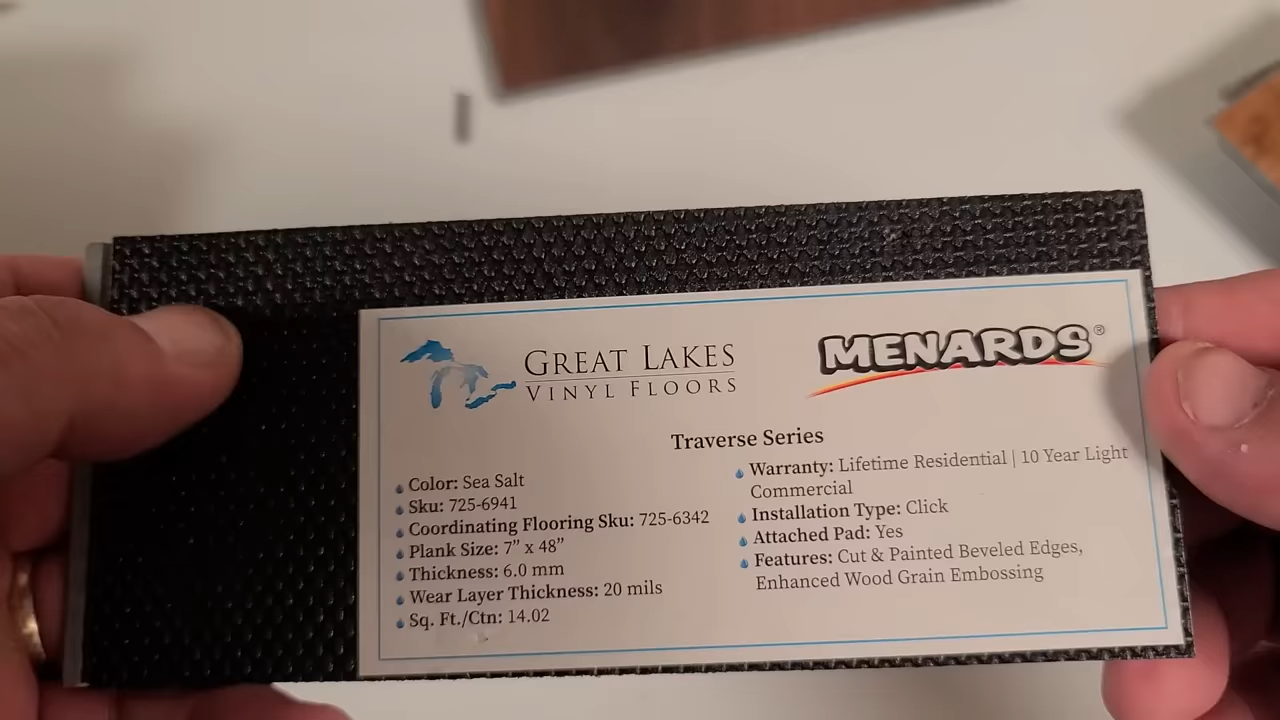 GREAT LAKES
VINYL FLOORS
MENARDS®
Traverse Series
Color: Sea Salt
Sku: 725-6941
Coordinating Flooring Sku: 725-6342
Plank Size: 7” x 48”
Thickness: 6.0 mm
Wear Layer Thickness: 20 mils
Sq. Ft./Ctn: 14.02
Warranty: Lifetime Residential | 10 Year Light
Commercial
Installation Type: Click
Attached Pad: Yes
Features: Cut & Painted Beveled Edges,
Enhanced Wood Grain Embossing